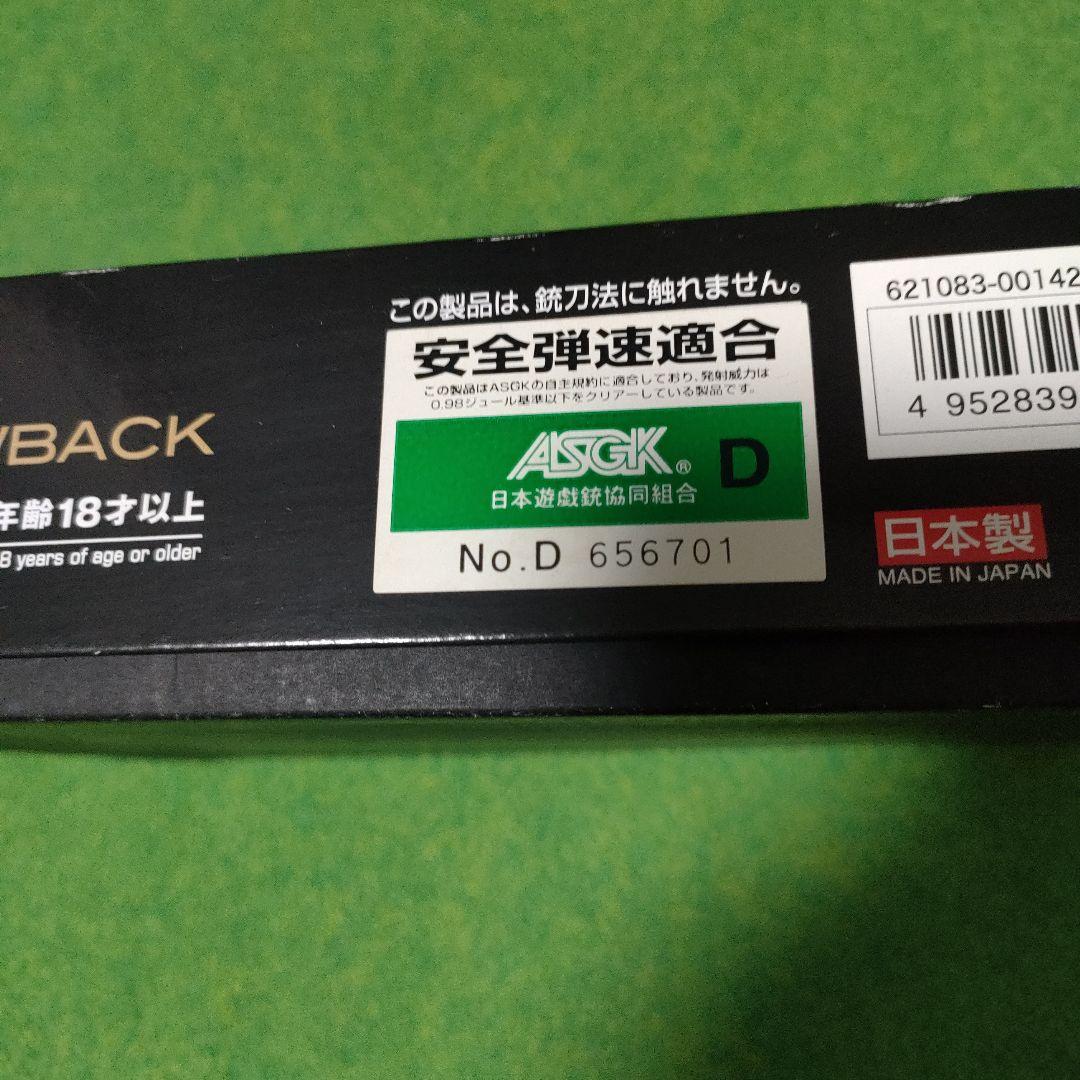 この製品は、銃刀法に触れません。
安全弾速適合
この製品はASGKの自主規約に適合しており、発射威力は
0.98ジュール基準以下をクリアーしている製品です。
ASGK® D
日本遊戯銃協同組合
No.D 656701
WBACK
年齢18才以上
8 years of age or older
621083-00142
4 952839
日本製
MADE IN JAPAN